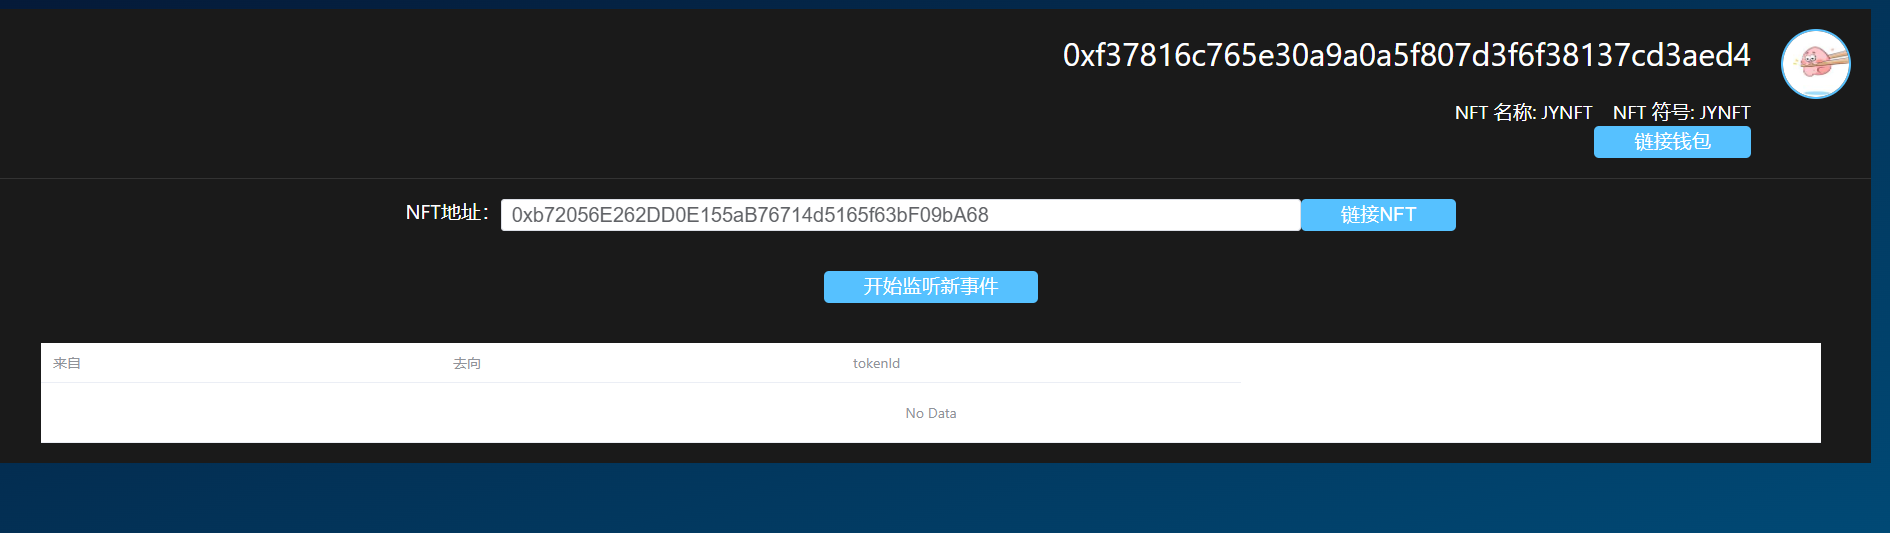 0xf37816c765e30a9a0a5f807d3f6f38137cd3aed4
NFT 名称: JYNFT NFT 符号: JYNFT
链接钱包
NFT地址： 0xb72056E262DD0E155aB76714d5165f63bF09bA68 链接NFT
开始监听新事件
来自 去向 tokenId
No Data